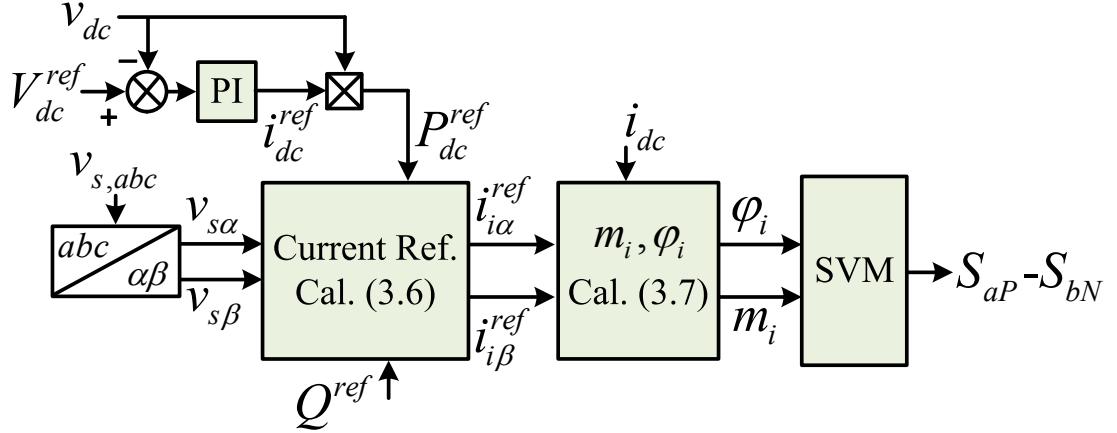 v_dc
−
V_dc^ref
+
PI
i_dc^ref
P_dc^ref
i_dc
v_s,abc
abc
αβ
v_sα
v_sβ
Current Ref.
Cal. (3.6)
Q^ref
i_iα^ref
i_iβ^ref
m_i, φ_i
Cal. (3.7)
φ_i
m_i
SVM
S_aP-S_bN